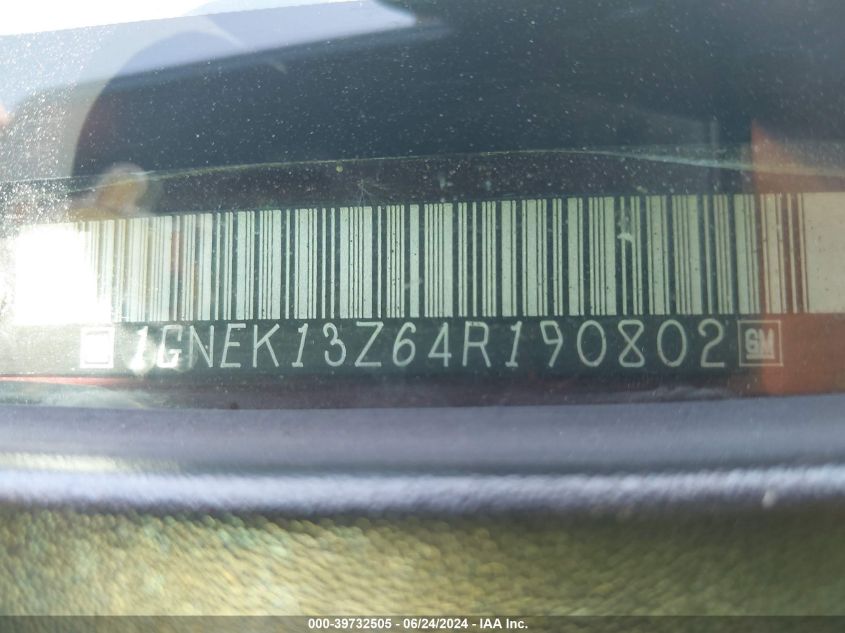 1GNEK13Z64R190802 GM
000-39732505 - 06/24/2024 - IAA Inc.